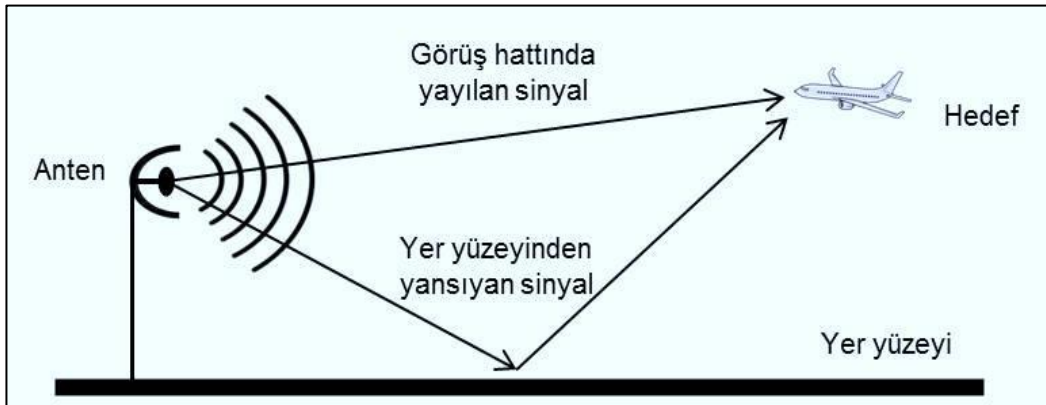 Görüş hattında
yayılan sinyal
Hedef
Anten
Yer yüzeyinden
yansıyan sinyal
Yer yüzeyi